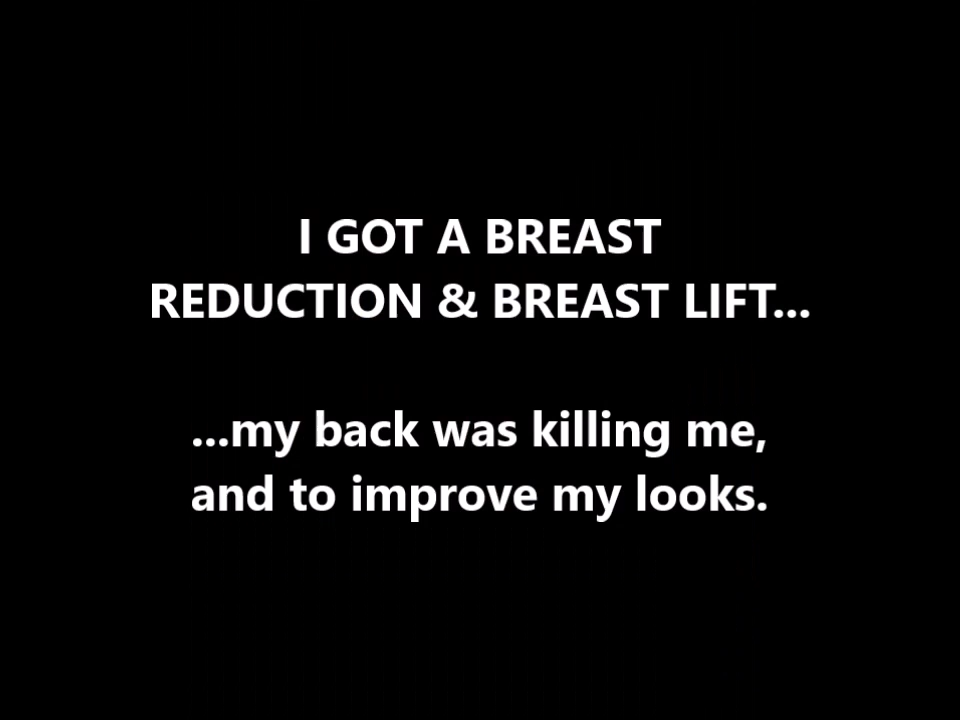 I GOT A BREAST
REDUCTION & BREAST LIFT...
...my back was killing me,
and to improve my looks.